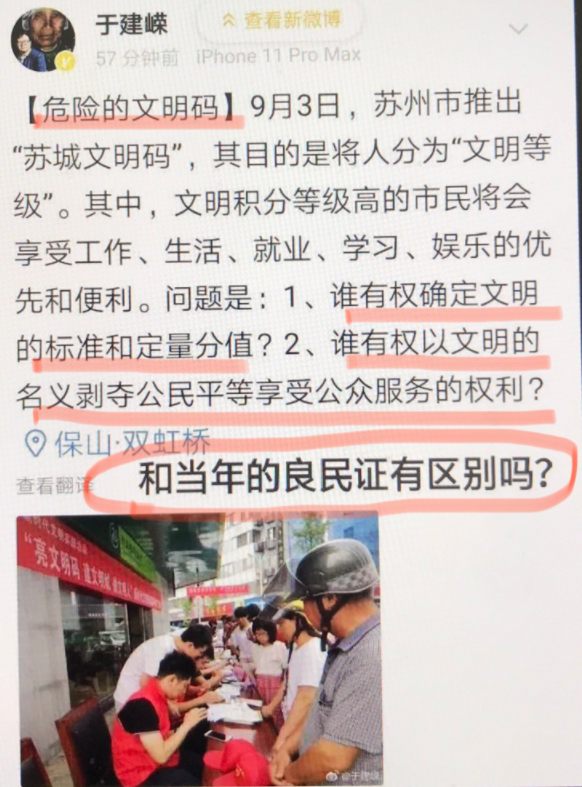 于建嵘
查看新微博
57 分钟前 iPhone 11 Pro Max
【危险的文明码】9月3日，苏州市推出
“苏城文明码”，其目的是将人分为“文明等
级”。其中，文明积分等级高的市民将会
享受工作、生活、就业、学习、娱乐的优
先和便利。问题是：1、谁有权确定文明
的标准和定量分值？2、谁有权以文明的
名义剥夺公民平等享受公众服务的权利？
保山·双虹桥
查看翻译
和当年的良民证有区别吗？
“亮文明码 
@于建嵘